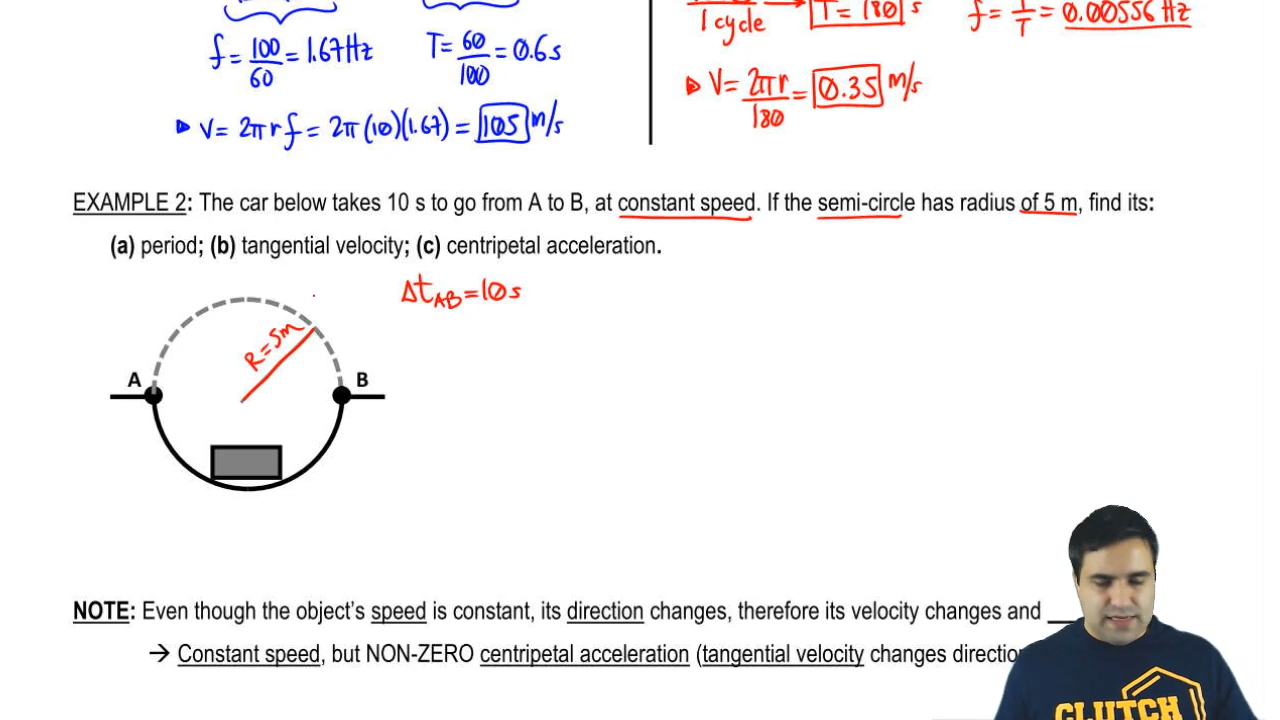 1 cycle → T = 180 s f = 1/T = 0.00556 Hz
f = 100/60 = 1.67 Hz T = 60/100 = 0.6 s
V = 2πr/180 = 0.35 m/s
V = 2πrf = 2π(10)(1.67) = 105 m/s
EXAMPLE 2: The car below takes 10 s to go from A to B, at constant speed. If the semi-circle has radius of 5 m, find its:
(a) period; (b) tangential velocity; (c) centripetal acceleration.
Δt AB = 10 s
R = 5m
A B
NOTE: Even though the object's speed is constant, its direction changes, therefore its velocity changes and ___
→ Constant speed, but NON-ZERO centripetal acceleration (tangential velocity changes
CLUTCH